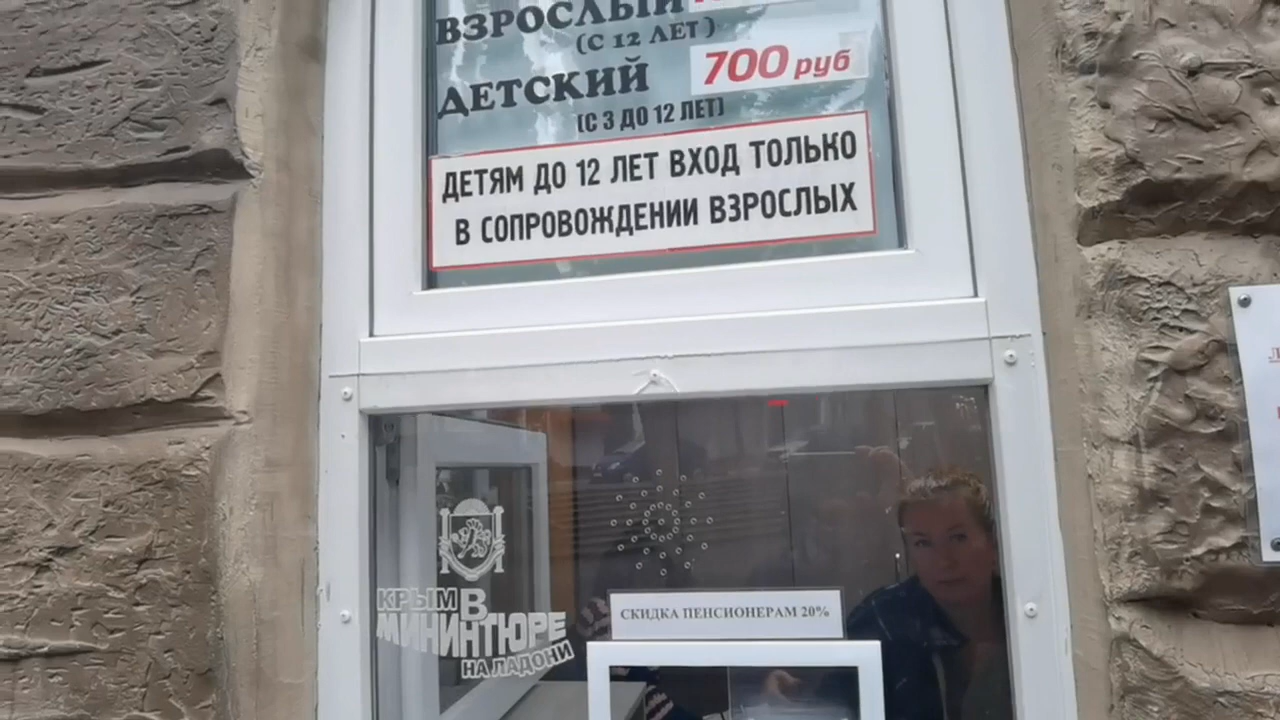 ВЗРОСЛЫЙ
(С 12 ЛЕТ)
ДЕТСКИЙ 700 руб
(С 3 ДО 12 ЛЕТ)
ДЕТЯМ ДО 12 ЛЕТ ВХОД ТОЛЬКО
В СОПРОВОЖДЕНИИ ВЗРОСЛЫХ
КРЫМ В
МИНИНТЮРЕ
НА ЛАДОНИ
СКИДКА ПЕНСИОНЕРАМ 20%